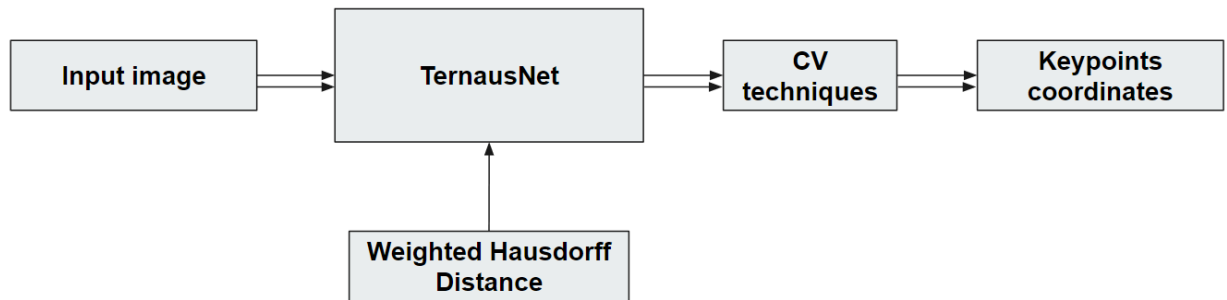 Input image
TernausNet
CV
techniques
Keypoints
coordinates
Weighted Hausdorff
Distance